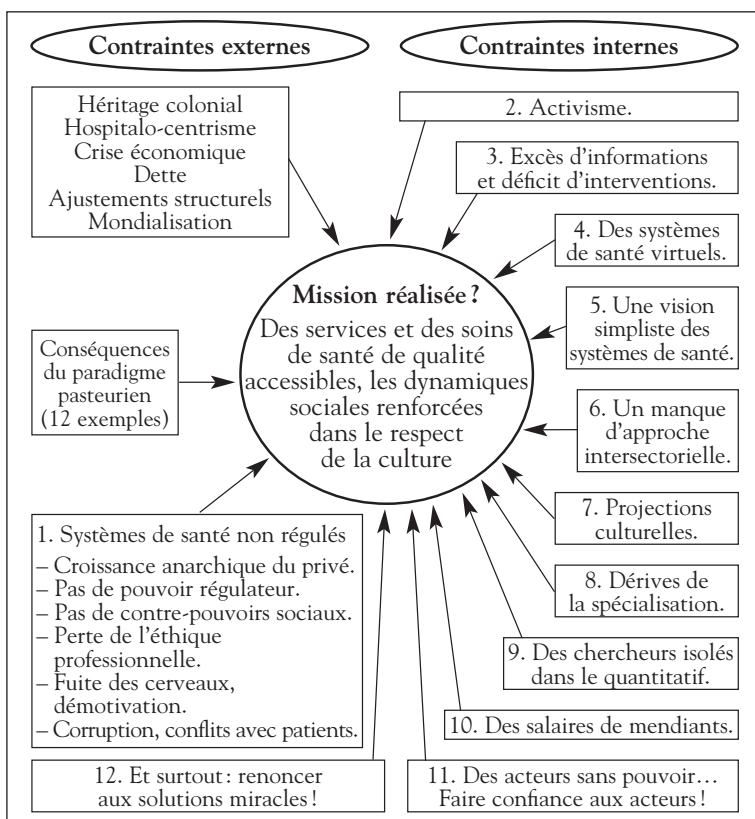 Contraintes externes
Contraintes internes
Héritage colonial
Hospitalo-centrisme
Crise économique
Dette
Ajustements structurels
Mondialisation
2. Activisme.
3. Excès d'informations
et déficit d'interventions.
4. Des systèmes
de santé virtuels.
5. Une vision
simpliste des
systèmes de santé.
6. Un manque
d'approche
intersectorielle.
7. Projections
culturelles.
8. Dérives de
la spécialisation.
9. Des chercheurs isolés
dans le quantitatif.
10. Des salaires de mendiants.
11. Des acteurs sans pouvoir…
Faire confiance aux acteurs !
Mission réalisée ?
Des services et des soins
de santé de qualité
accessibles, les dynamiques
sociales renforcées
dans le respect
de la culture
Conséquences
du paradigme
pasteurien
(12 exemples)
1. Systèmes de santé non régulés
– Croissance anarchique du privé.
– Pas de pouvoir régulateur.
– Pas de contre-pouvoirs sociaux.
– Perte de l'éthique
professionnelle.
– Fuite des cerveaux,
démotivation.
– Corruption, conflits avec patients.
12. Et surtout : renoncer
aux solutions miracles !